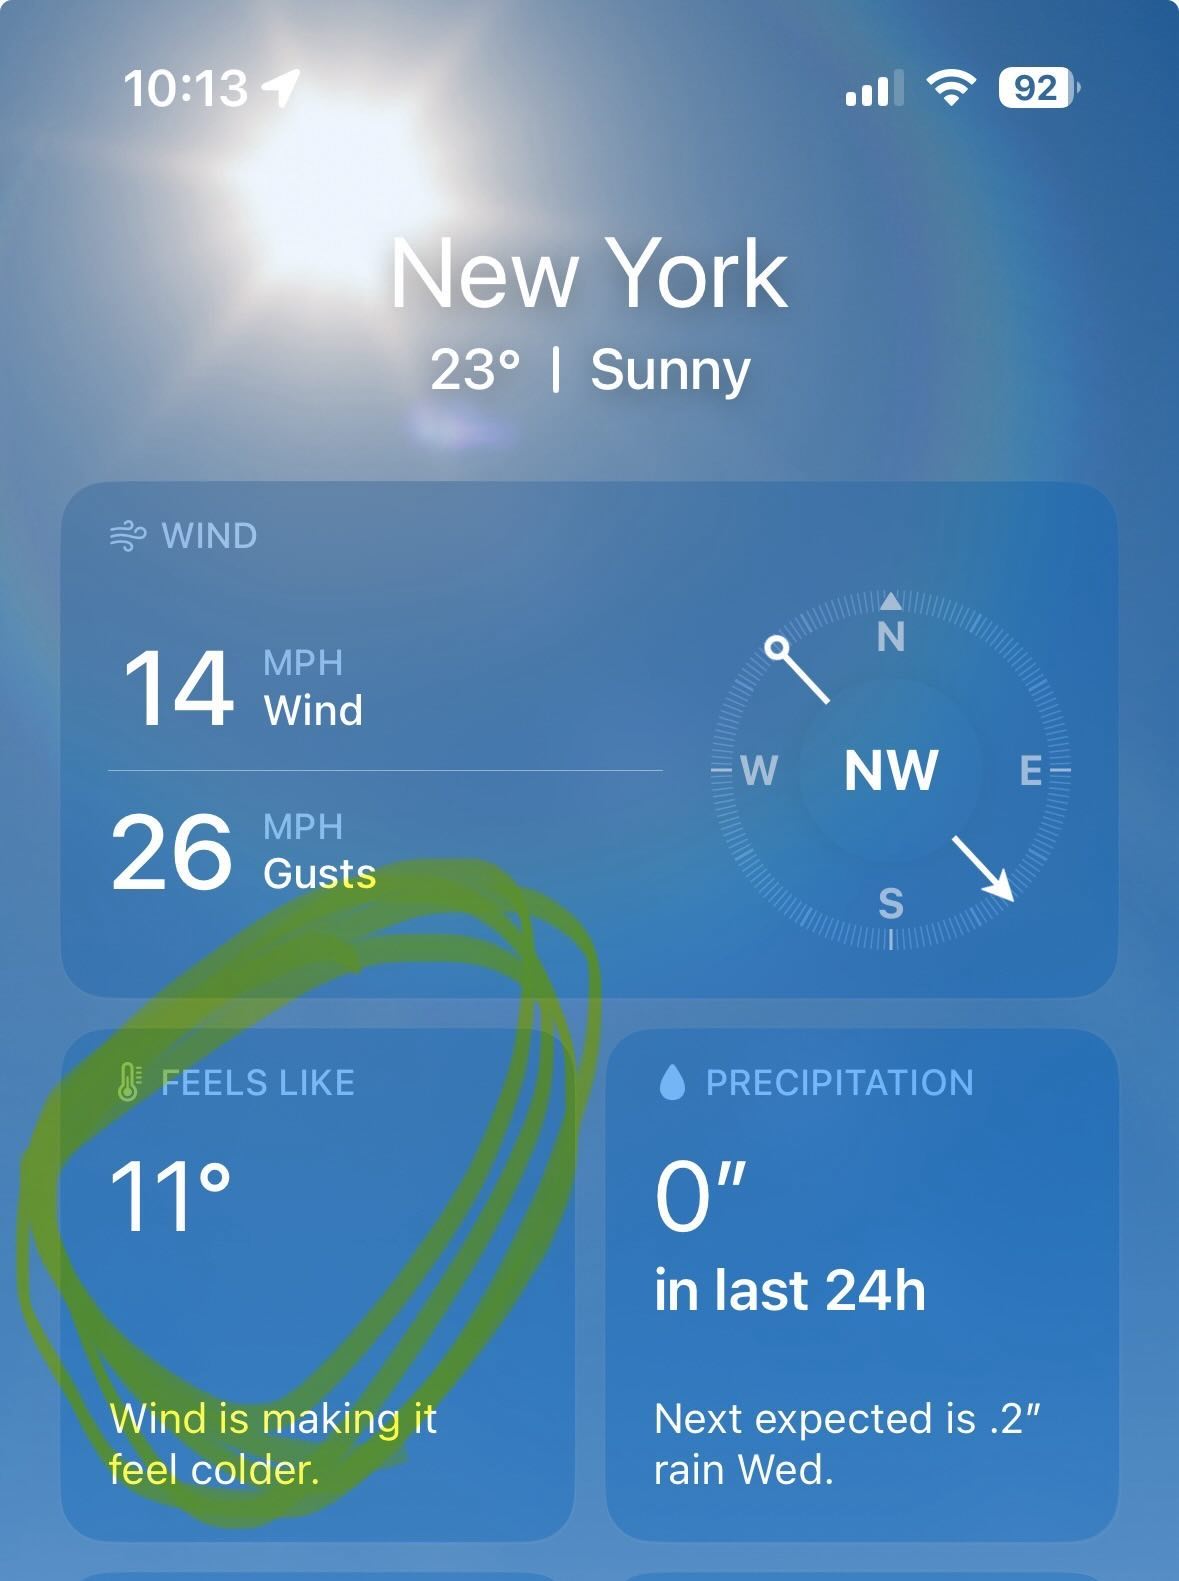 10:13
92
New York
23° | Sunny
WIND
14 MPH Wind
26 MPH Gusts
N
W
NW
E
S
FEELS LIKE
11°
Wind is making it
feel colder.
PRECIPITATION
0”
in last 24h
Next expected is .2”
rain Wed.